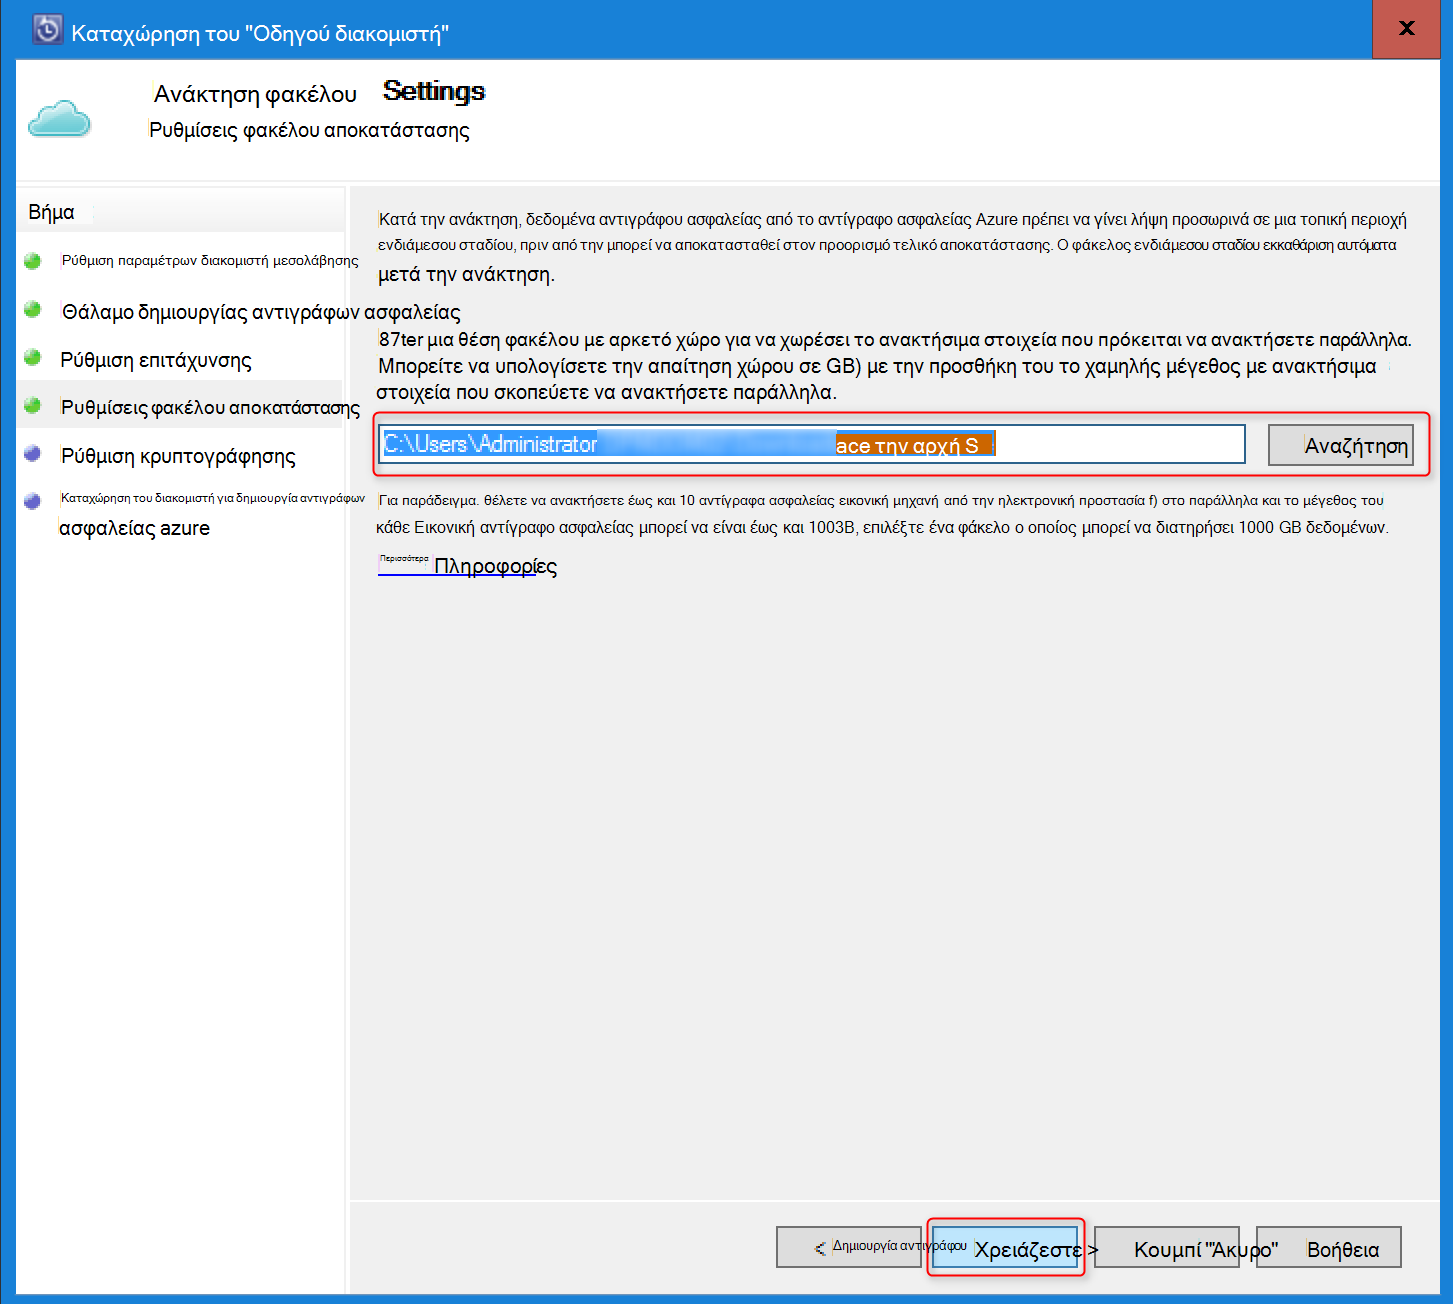 Καταχώρηση του "Οδηγού διακομιστή"
x
Ανάκτηση φακέλου Settings
Ρυθμίσεις φακέλου αποκατάστασης
Βήμα
Ρύθμιση παραμέτρων διακομιστή μεσολάβησης
Θάλαμο δημιουργίας αντιγράφων ασφαλείας
Ρύθμιση επιτάχυνσης
Ρυθμίσεις φακέλου αποκατάστασης
Ρύθμιση κρυπτογράφησης
Καταχώρηση του διακομιστή για δημιουργία αντιγράφων
ασφαλείας azure
Κατά την ανάκτηση, δεδομένα αντιγράφου ασφαλείας από το αντίγραφο ασφαλείας Azure πρέπει να γίνει λήψη προσωρινά σε μια τοπική περιοχή
ενδιάμεσου σταδίου, πριν από την μπορεί να αποκατασταθεί στον προορισμό τελικό αποκατάστασης. Ο φάκελος ενδιάμεσου σταδίου εκκαθάριση αυτόματα
μετά την ανάκτηση.
87ter μια θέση φακέλου με αρκετό χώρο για να χωρέσει το ανακτήσιμα στοιχεία που πρόκειται να ανακτήσετε παράλληλα.
Μπορείτε να υπολογίσετε την απαίτηση χώρου σε GB) με την προσθήκη του το χαμηλής μέγεθος με ανακτήσιμα
στοιχεία που σκοπεύετε να ανακτήσετε παράλληλα.
C:\Users\Administrator ace την αρχή S
Αναζήτηση
Για παράδειγμα. θέλετε να ανακτήσετε έως και 10 αντίγραφα ασφαλείας εικονική μηχανή από την ηλεκτρονική προστασία f) στο παράλληλα και το μέγεθος του
κάθε Εικονική αντίγραφο ασφαλείας μπορεί να είναι έως και 1003B, επιλέξτε ένα φάκελο ο οποίος μπορεί να διατηρήσει 1000 GB δεδομένων.
Περισσότερα Πληροφορίες
< Δημιουργία αντιγράφου
Χρειάζεστε >
Κουμπί "Άκυρο"
Βοήθεια